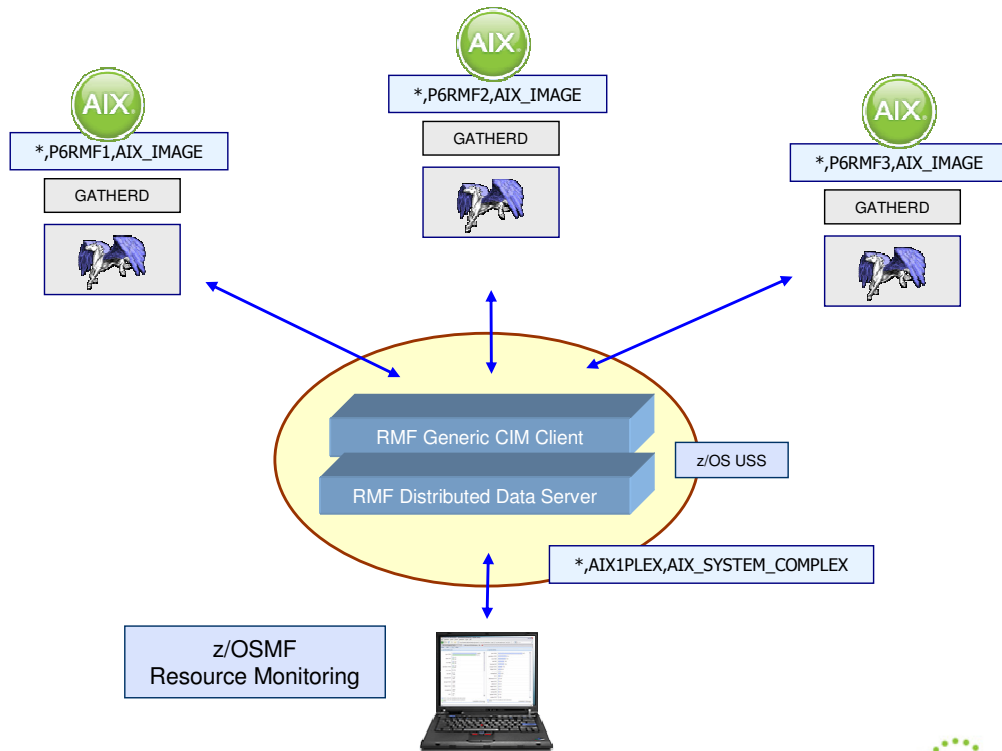 AIX
*,P6RMF2,AIX_IMAGE
GATHERD
AIX
*,P6RMF1,AIX_IMAGE
GATHERD
AIX
*,P6RMF3,AIX_IMAGE
GATHERD
RMF Generic CIM Client
RMF Distributed Data Server
z/OS USS
*,AIX1PLEX,AIX_SYSTEM_COMPLEX
z/OSMF
Resource Monitoring